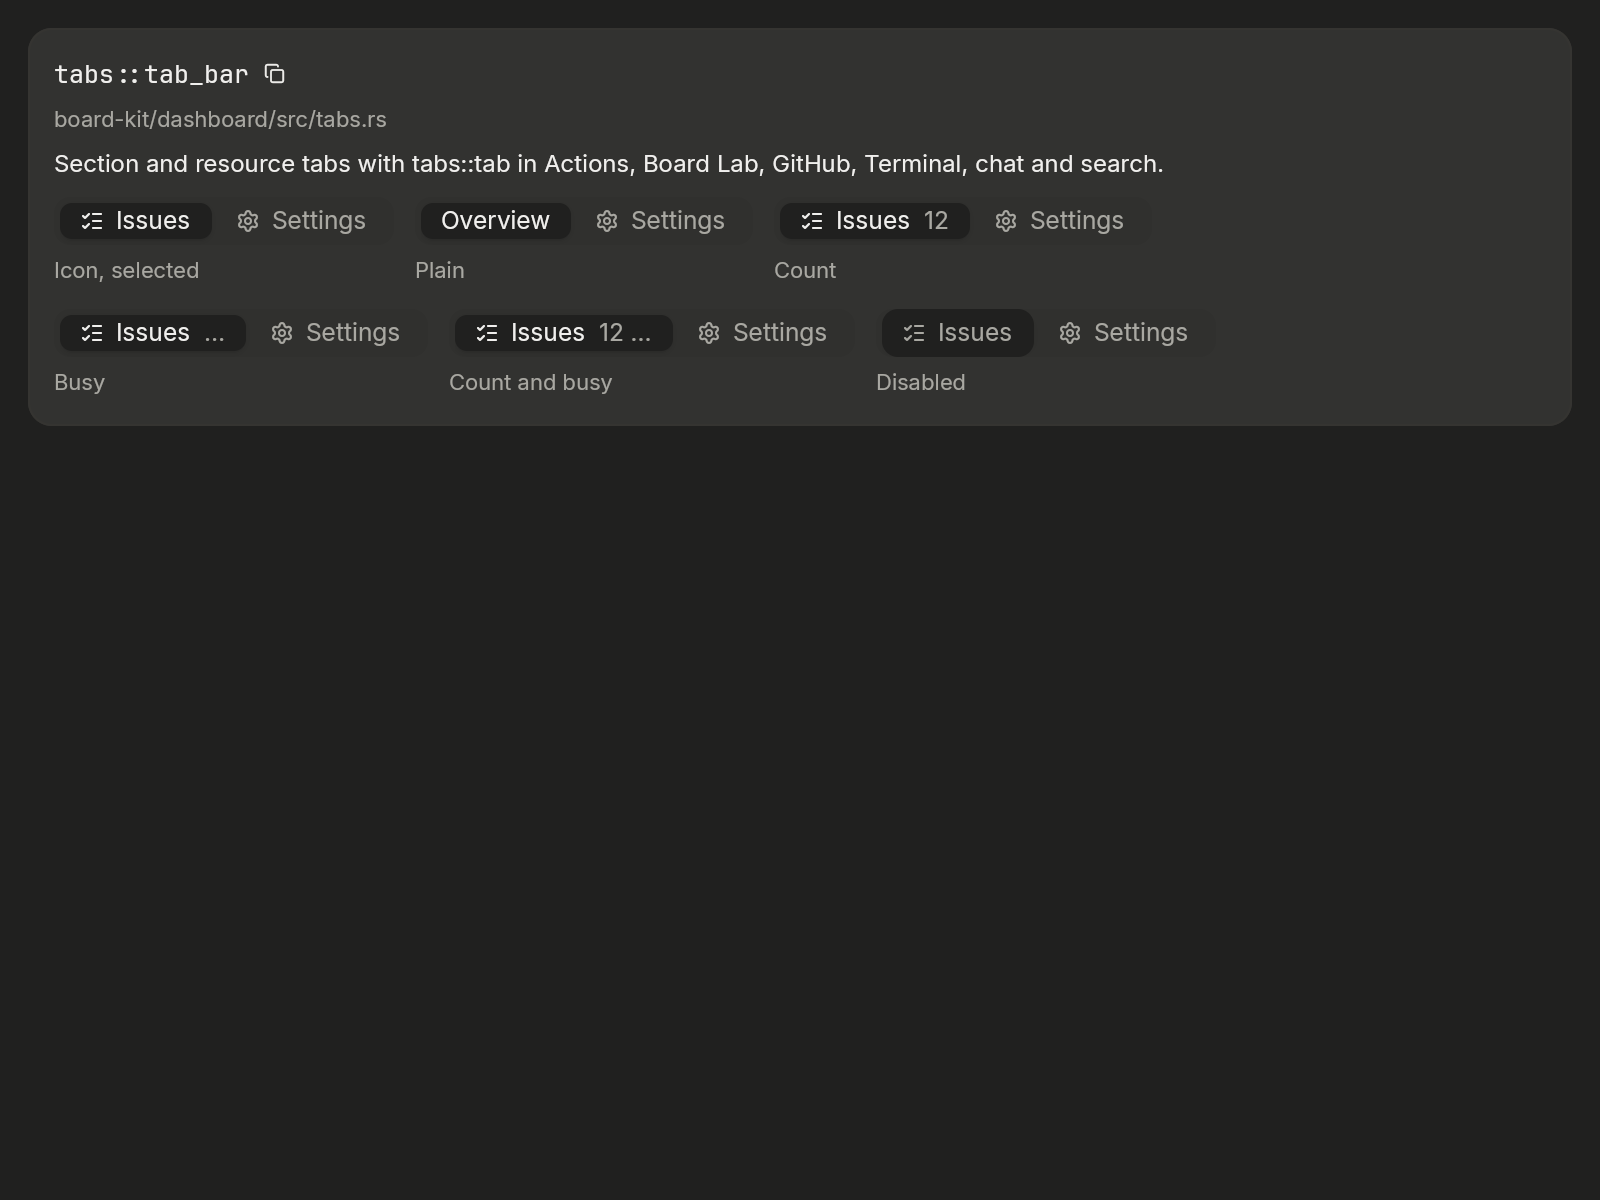 tabs::tab_bar
board-kit/dashboard/src/tabs.rs
Section and resource tabs with tabs::tab in Actions, Board Lab, GitHub, Terminal, chat and search.
Issues Settings Overview Settings Issues 12 Settings
Icon, selected Plain Count
Issues ... Settings Issues 12 ... Settings Issues Settings
Busy Count and busy Disabled